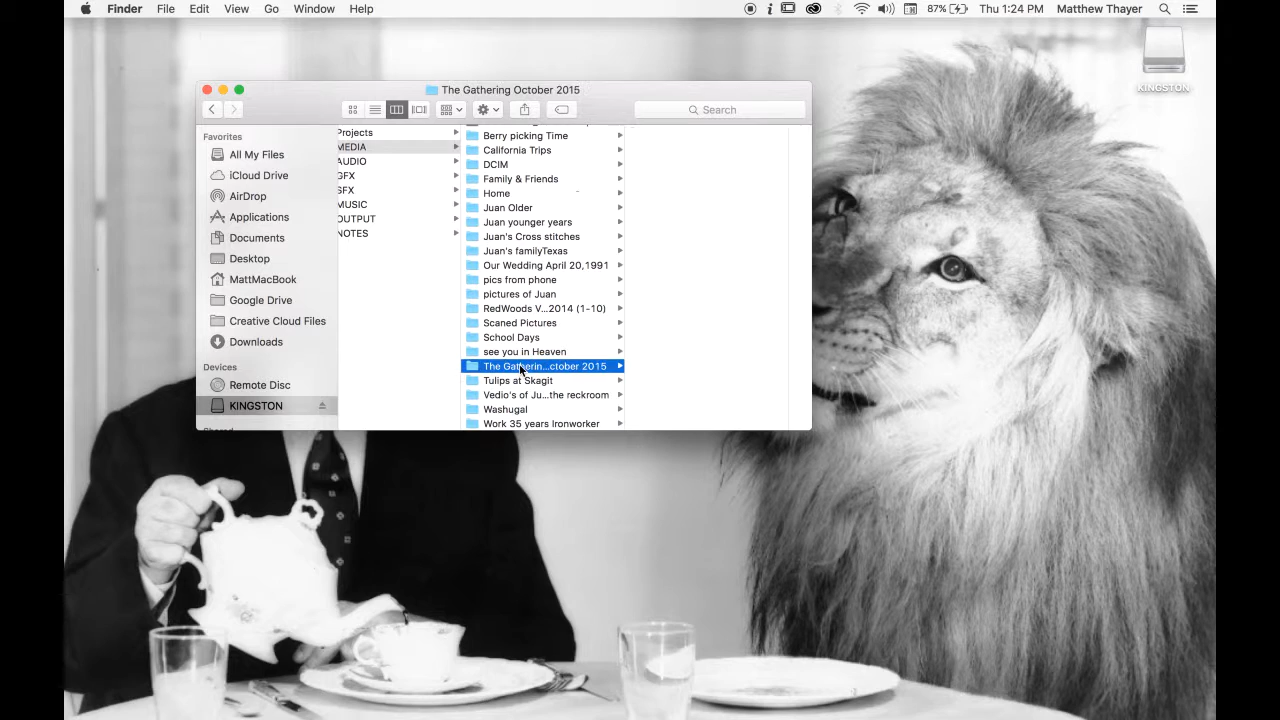 Finder File Edit View Go Window Help 87% Thu 1:24 PM Matthew Thayer
KINGSTON
The Gathering October 2015
Search
Favorites
All My Files
iCloud Drive
AirDrop
Applications
Documents
Desktop
MattMacBook
Google Drive
Creative Cloud Files
Downloads
Devices
Remote Disc
KINGSTON
Projects
MEDIA
AUDIO
GFX
SFX
MUSIC
OUTPUT
NOTES
Berry picking Time
California Trips
DCIM
Family & Friends
Home
Juan Older
Juan younger years
Juan's Cross stitches
Juan's familyTexas
Our Wedding April 20,1991
pics from phone
pictures of Juan
RedWoods V...2014 (1-10)
Scaned Pictures
School Days
see you in Heaven
The Gatherin...ctober 2015
Tulips at Skagit
Vedio's of Ju...the reckroom
Washugal
Work 35 years Ironworker